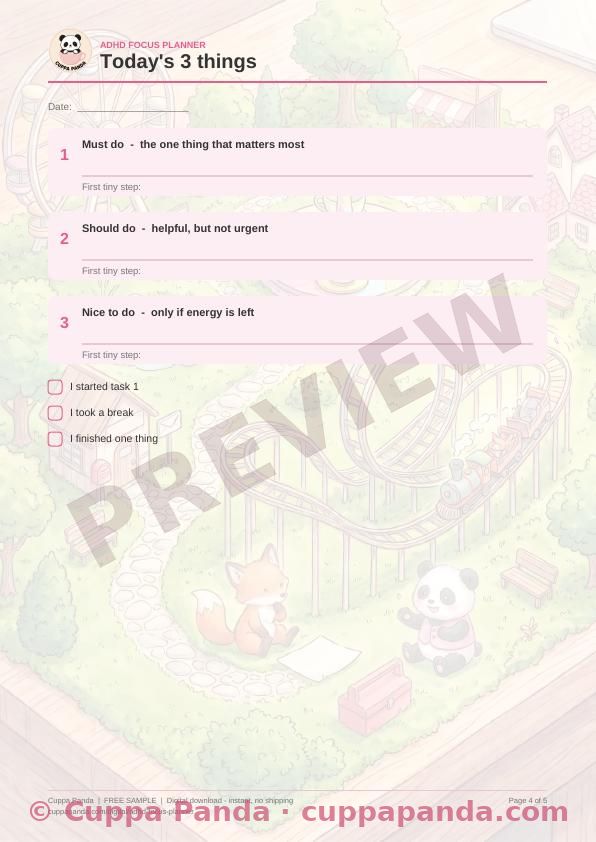 CUPPA PANDA
ADHD FOCUS PLANNER
Today's 3 things
Date:
1
Must do - the one thing that matters most
First tiny step:
2
Should do - helpful, but not urgent
First tiny step:
3
Nice to do - only if energy is left
First tiny step:
I started task 1
I took a break
I finished one thing
PREVIEW
Cuppa Panda | FREE SAMPLE | Digital download - instant, no shipping
Page 4 of 5
© Cuppa Panda · cuppapanda.com